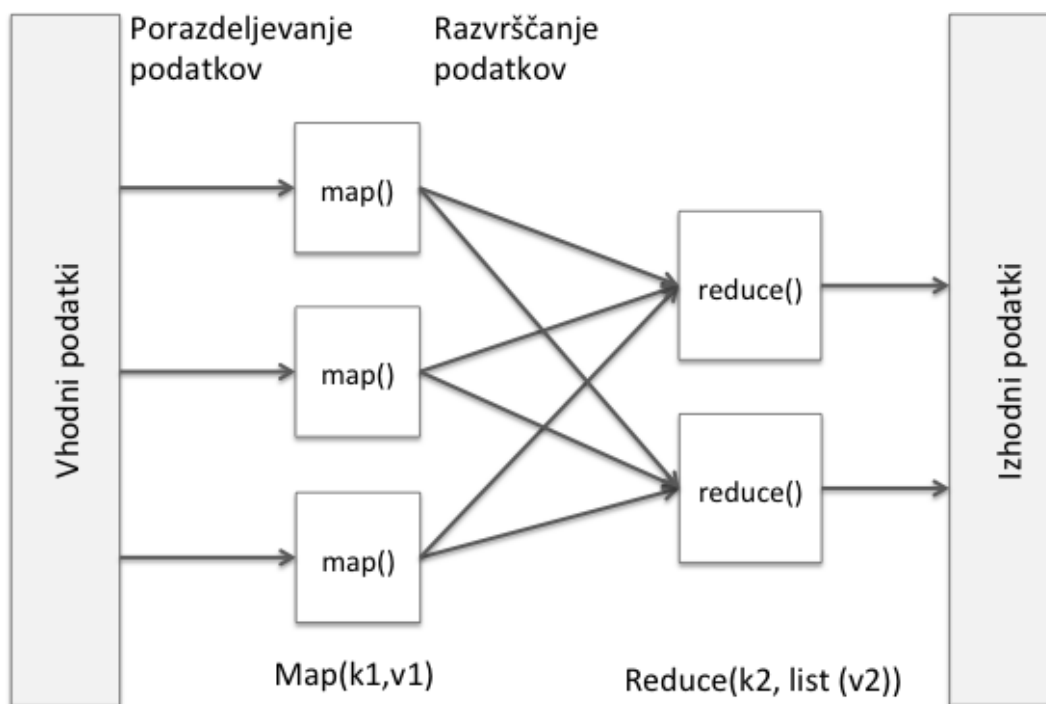 Porazdeljevanje
podatkov
Razvrščanje
podatkov
Vhodni podatki
map()
map()
map()
reduce()
reduce()
Izhodni podatki
Map(k1,v1)
Reduce(k2, list (v2))